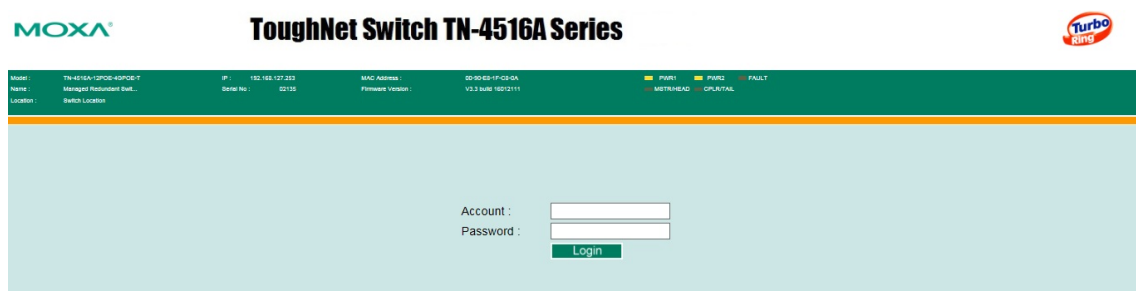 MOXA®
ToughNet Switch TN-4516A Series
Turbo Ring
Model : TN-4516A-12POE-4GPOE-T IP : 192.168.127.253 MAC Address : 00-90-E8-1F-C8-0A PWR1 PWR2 FAULT
Name : Managed Redundant Swit... Serial No : 02135 Firmware Version : V3.3 build 16012111 MSTR/HEAD CPLR/TAIL
Location : Switch Location
Account :
Password :
Login